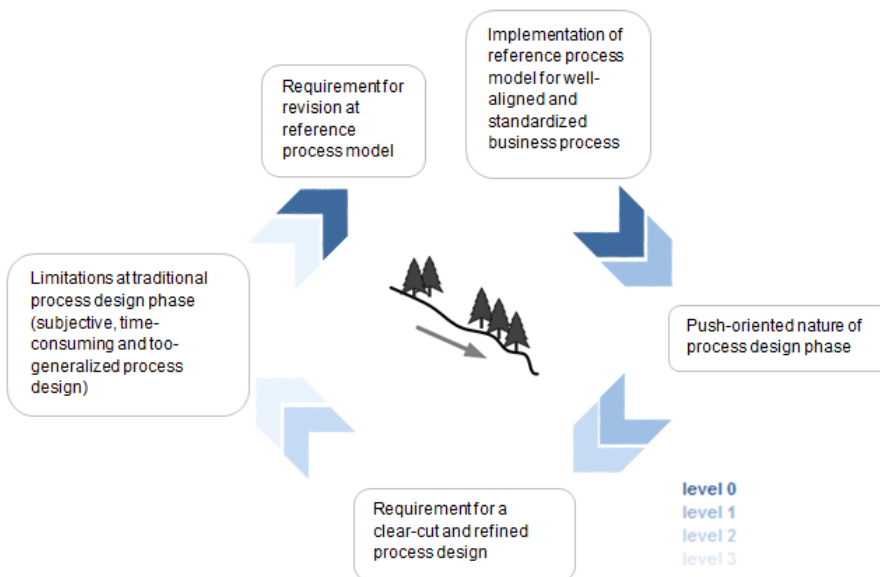 Implementation of
reference process
model for well-
aligned and
standardized
business process
Requirement for
revision at
reference
process model
Limitations at traditional
process design phase
(subjective, time-
consuming and too-
generalized process
design)
Push-oriented nature of
process design phase
Requirement for a
clear-cut and refined
process design
level 0
level 1
level 2
level 3